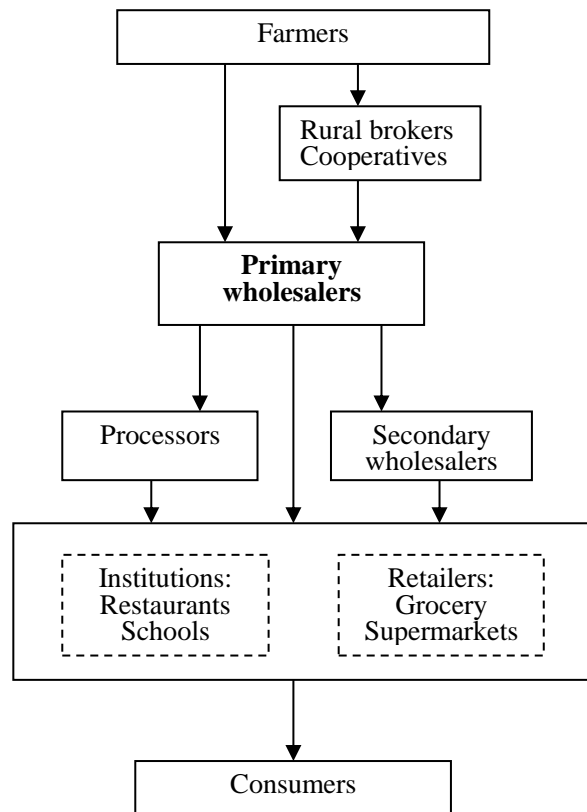 Farmers
Rural brokers
Cooperatives
Primary
wholesalers
Processors
Secondary
wholesalers
Institutions:
Restaurants
Schools
Retailers:
Grocery
Supermarkets
Consumers